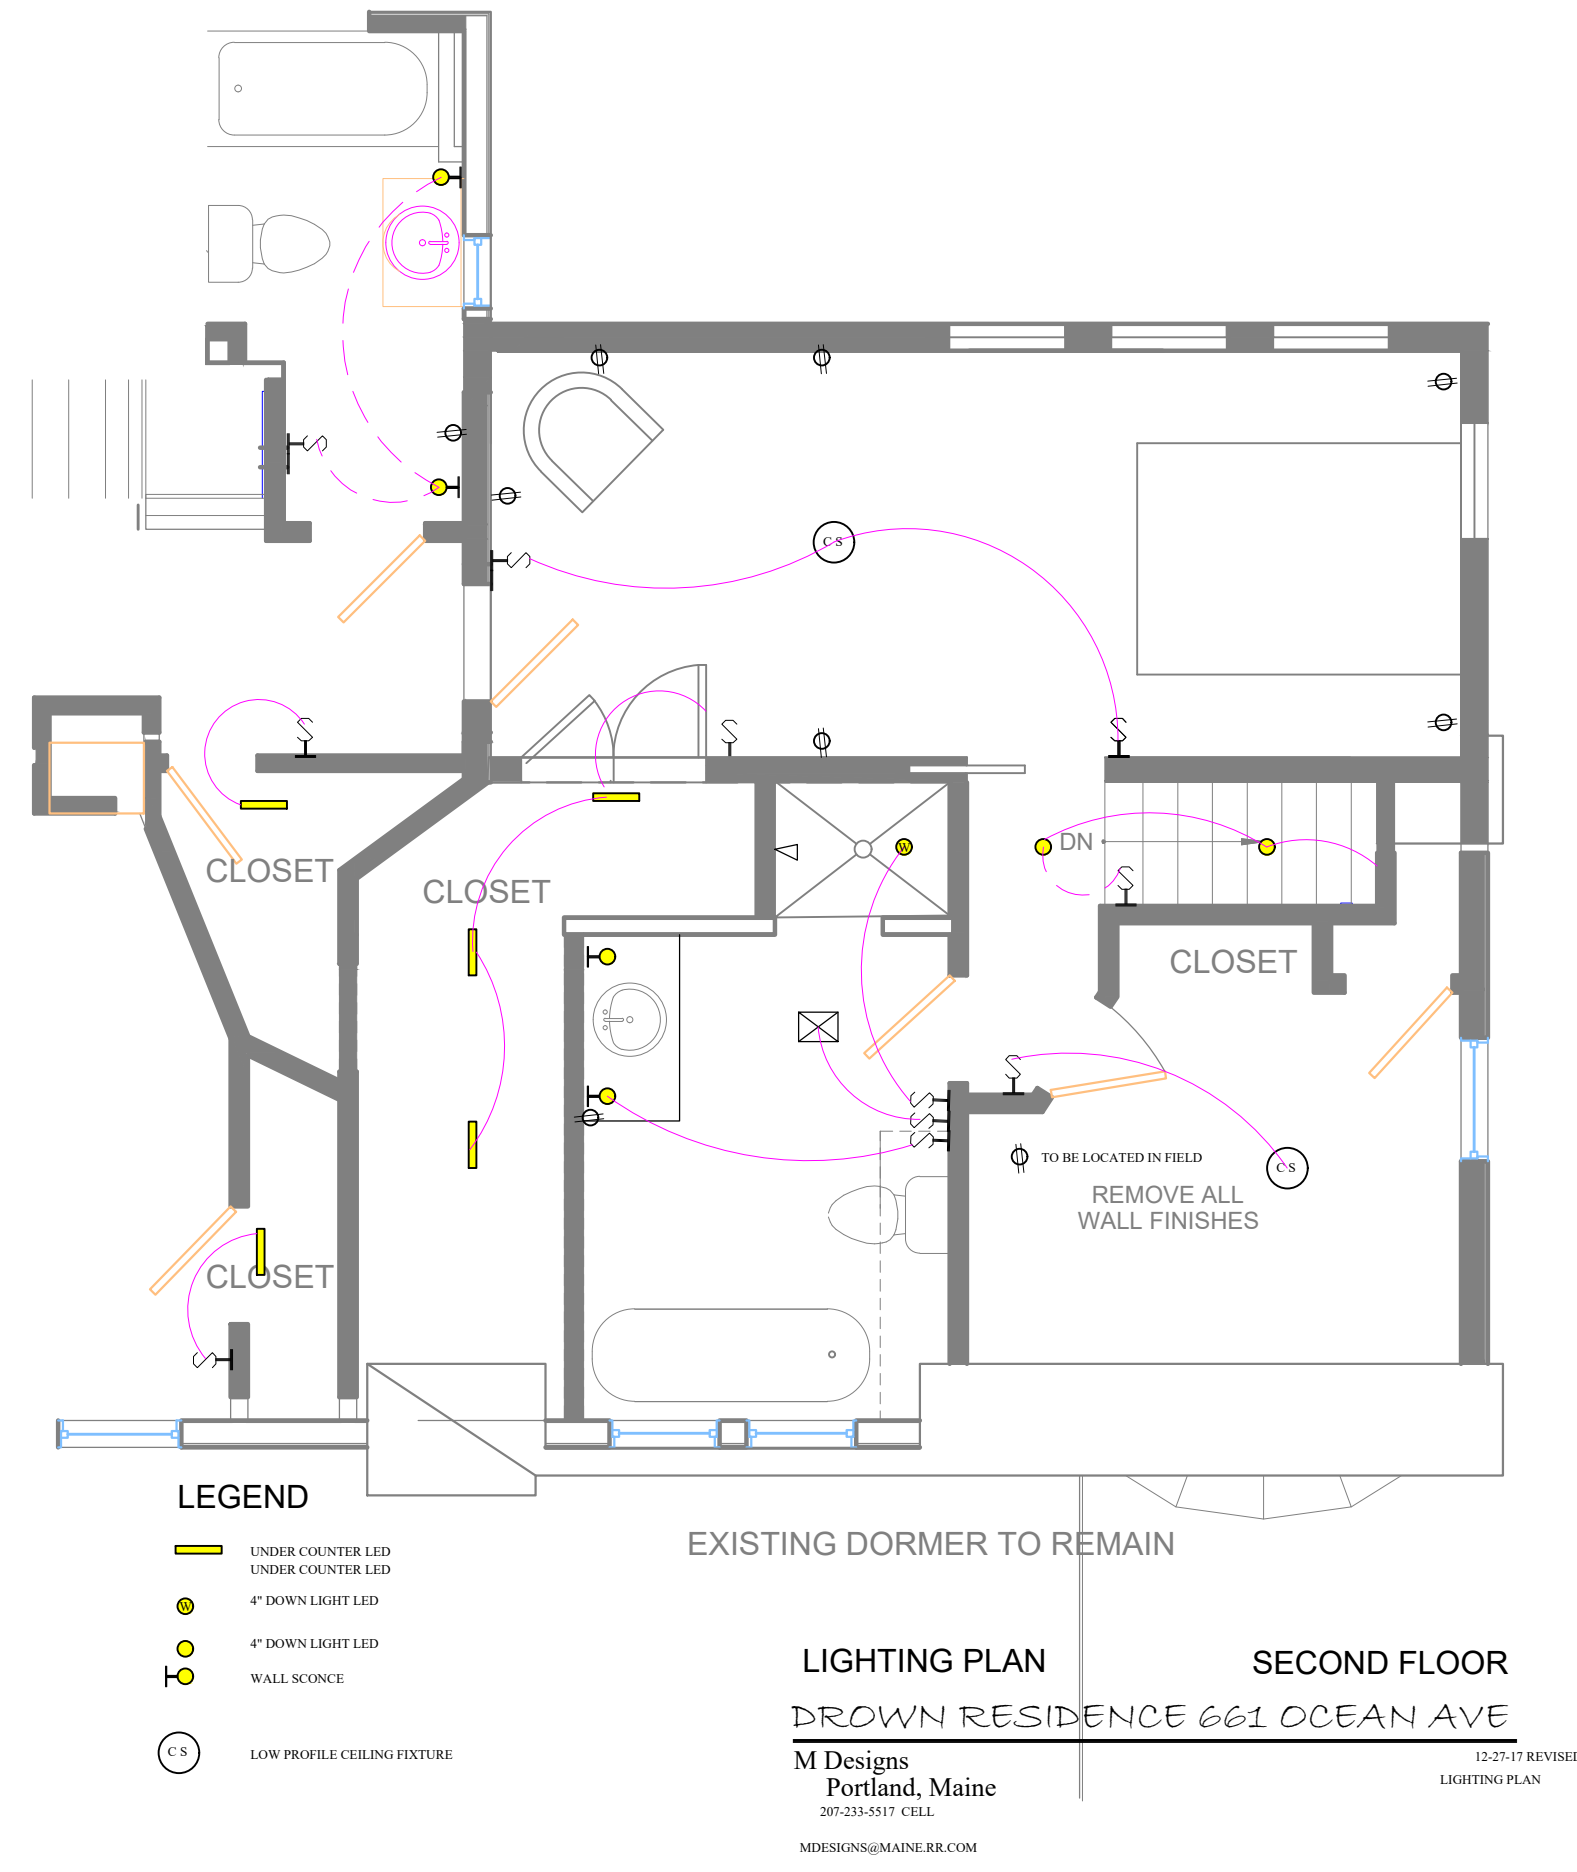 C S
CLOSET
DN
W
CLOSET
CLOSET
TO BE LOCATED IN FIELD
C S
REMOVE ALL
WALL FINISHES
CLOSET
LEGEND
UNDER COUNTER LED
UNDER COUNTER LED
W 4" DOWN LIGHT LED
4" DOWN LIGHT LED
WALL SCONCE
C S LOW PROFILE CEILING FIXTURE
EXISTING DORMER TO REMAIN
LIGHTING PLAN SECOND FLOOR
DROWN RESIDENCE 661 OCEAN AVE
M Designs
Portland, Maine
207-233-5517 CELL
MDESIGNS@MAINE.RR.COM
12-27-17 REVISE
LIGHTING PLAN